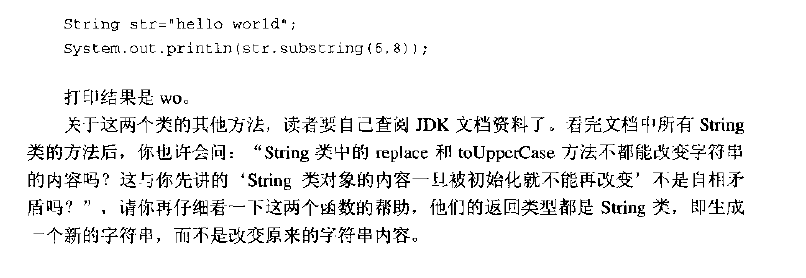 String str="hello world";
System.out.println(str.substring(6,8));
打印结果是 wo。
关于这两个类的其他方法，读者要自己查阅 JDK 文档资料了。看完文档中所有 String
类的方法后，你也许会问：“String 类中的 replace 和 toUpperCase 方法不都能改变字符串
的内容吗？这与你先讲的‘String 类对象的内容一旦被初始化就不能再改变’不是自相矛
盾吗？”，请你再仔细看一下这两个函数的帮助，他们的返回类型都是 String 类，即生成
一个新的字符串，而不是改变原来的字符串内容。